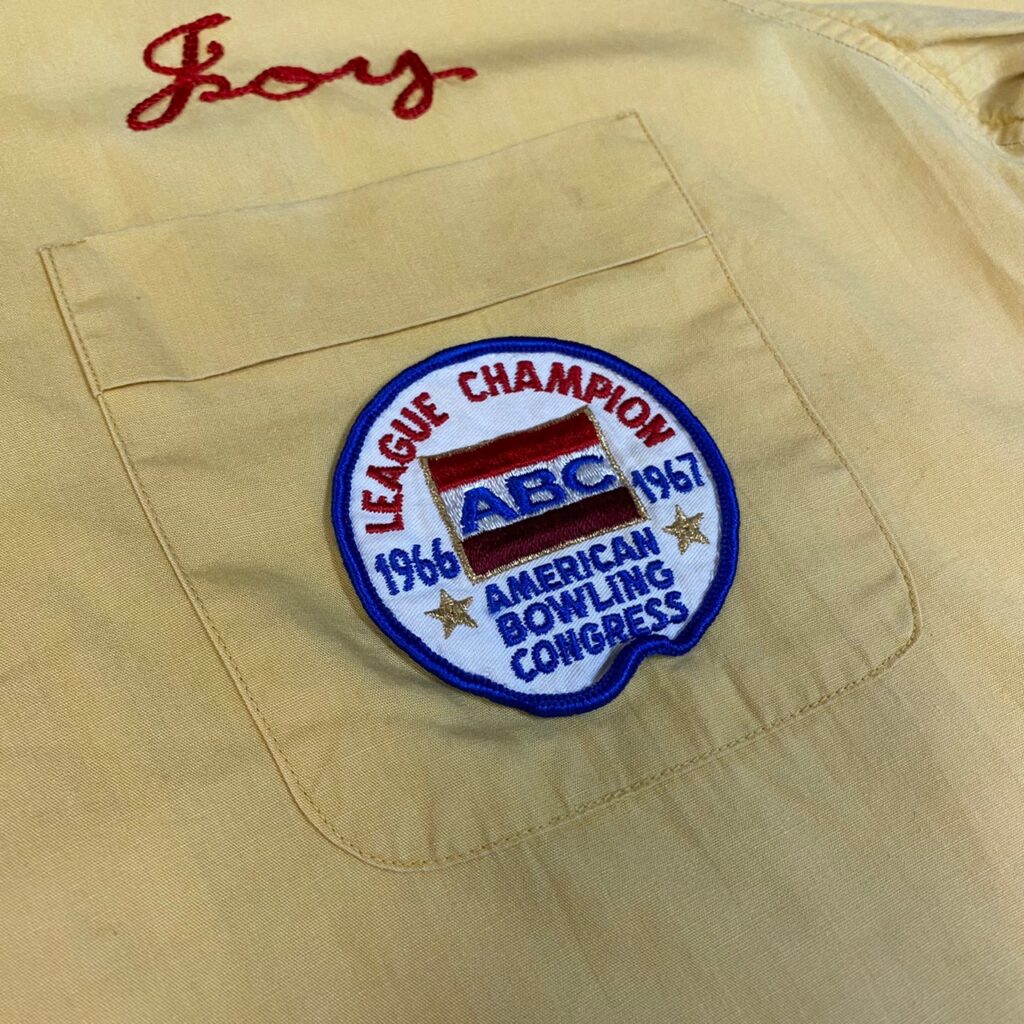 LEAGUE CHAMPION
1966 ABC 1967
AMERICAN
BOWLING
CONGRESS